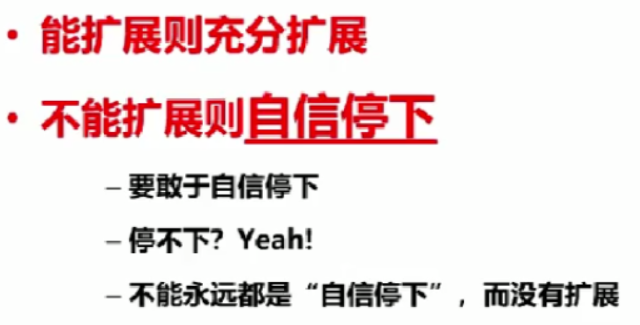 • 能扩展则充分扩展
• 不能扩展则自信停下
– 要敢于自信停下
– 停不下？Yeah!
– 不能永远都是“自信停下”，而没有扩展